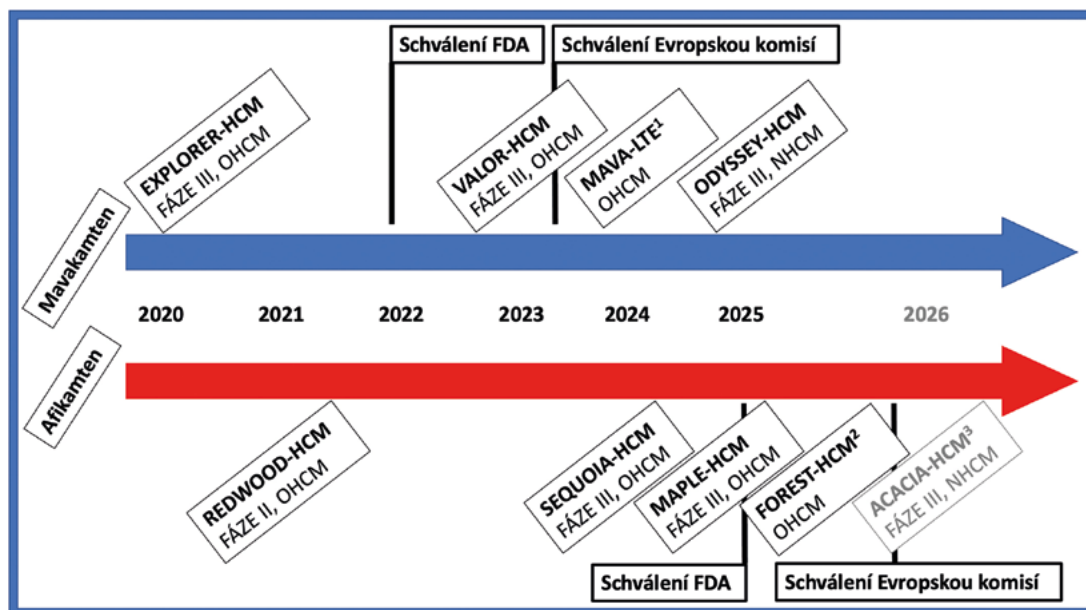 Schválení FDA
Schválení Evropskou komisí
EXPLORER-HCM
FÁZE III, OHCM
VALOR-HCM
FÁZE III, OHCM
MAVA-LTE¹
OHCM
ODYSSEY-HCM
FÁZE III, NHCM
Mavakamten
2020 2021 2022 2023 2024 2025 2026
Afikamten
REDWOOD-HCM
FÁZE II, OHCM
SEQUOIA-HCM
FÁZE III, OHCM
MAPLE-HCM
FÁZE III, OHCM
FOREST-HCM²
OHCM
ACACIA-HCM³
FÁZE III, NHCM
Schválení FDA
Schválení Evropskou komisí